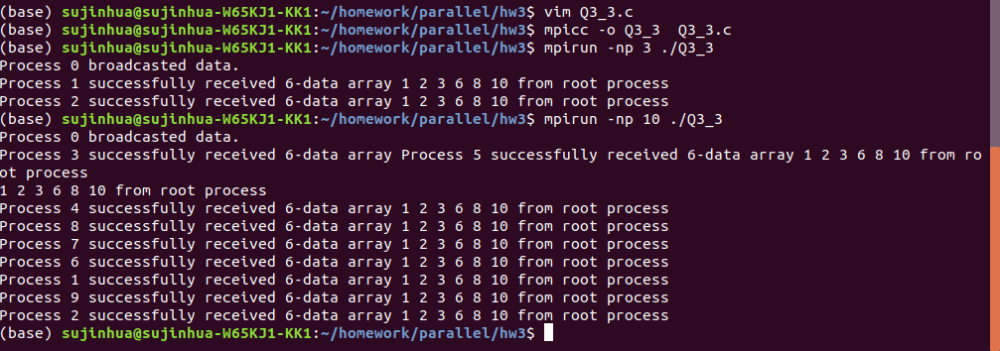 (base) sujinhua@sujinhua-W65KJ1-KK1:~/homework/parallel/hw3$ vim Q3_3.c
(base) sujinhua@sujinhua-W65KJ1-KK1:~/homework/parallel/hw3$ mpicc -o Q3_3  Q3_3.c
(base) sujinhua@sujinhua-W65KJ1-KK1:~/homework/parallel/hw3$ mpirun -np 3 ./Q3_3
Process 0 broadcasted data.
Process 1 successfully received 6-data array 1 2 3 6 8 10 from root process
Process 2 successfully received 6-data array 1 2 3 6 8 10 from root process
(base) sujinhua@sujinhua-W65KJ1-KK1:~/homework/parallel/hw3$ mpirun -np 10 ./Q3_3
Process 0 broadcasted data.
Process 3 successfully received 6-data array Process 5 successfully received 6-data array 1 2 3 6 8 10 from ro
ot process
1 2 3 6 8 10 from root process
Process 4 successfully received 6-data array 1 2 3 6 8 10 from root process
Process 8 successfully received 6-data array 1 2 3 6 8 10 from root process
Process 7 successfully received 6-data array 1 2 3 6 8 10 from root process
Process 6 successfully received 6-data array 1 2 3 6 8 10 from root process
Process 1 successfully received 6-data array 1 2 3 6 8 10 from root process
Process 9 successfully received 6-data array 1 2 3 6 8 10 from root process
Process 2 successfully received 6-data array 1 2 3 6 8 10 from root process
(base) sujinhua@sujinhua-W65KJ1-KK1:~/homework/parallel/hw3$